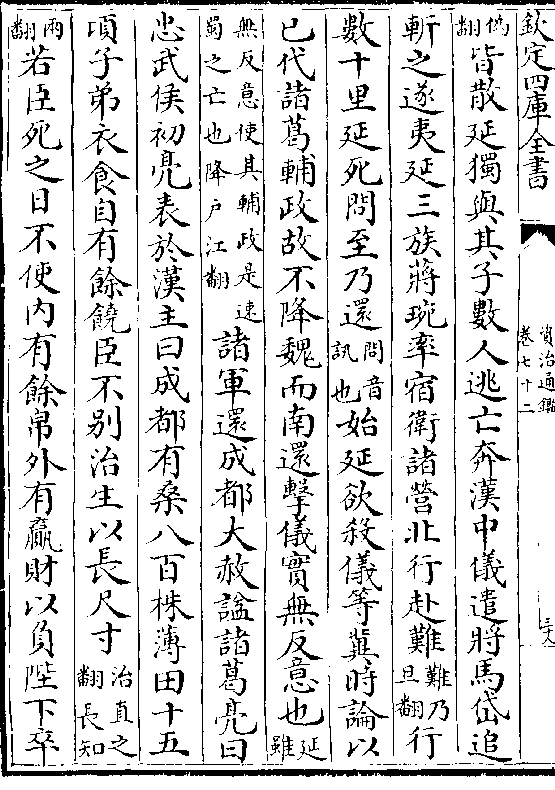 欽定四庫全書
資治通鑑
卷七十二
偽翻皆散延獨與其子數人逃亡奔漢中儀遣將馬岱追
斬之遂夷延三族蔣琬率宿衛諸營北行赴難難乃旦翻行
數十里延死問至乃還問音訊也始延欲殺儀等冀時論以
已代諸葛輔政故不降魏而南還擊儀實無反意也延雖
無反意使其輔政是速蜀之亡也降戶江翻諸軍還成都大赦諡諸葛亮曰
忠武侯初亮表於漢主曰成都有桑八百株薄田十五
頃子弟衣食自有餘饒臣不别治生以長尺寸治直之翻長知
兩翻若臣死之日不使内有餘帛外有贏財以負陛下卒